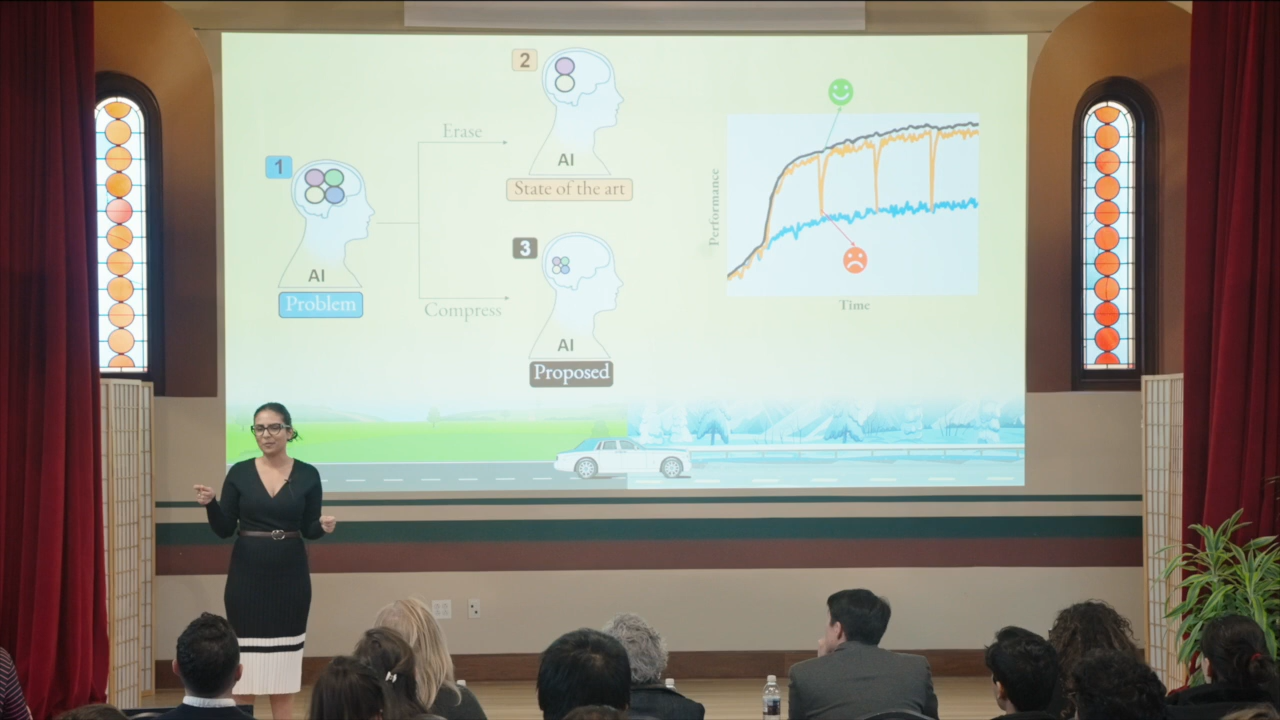 2
Erase
AI
State of the art
1
AI
Problem
3
Compress
AI
Proposed
Performance
Time